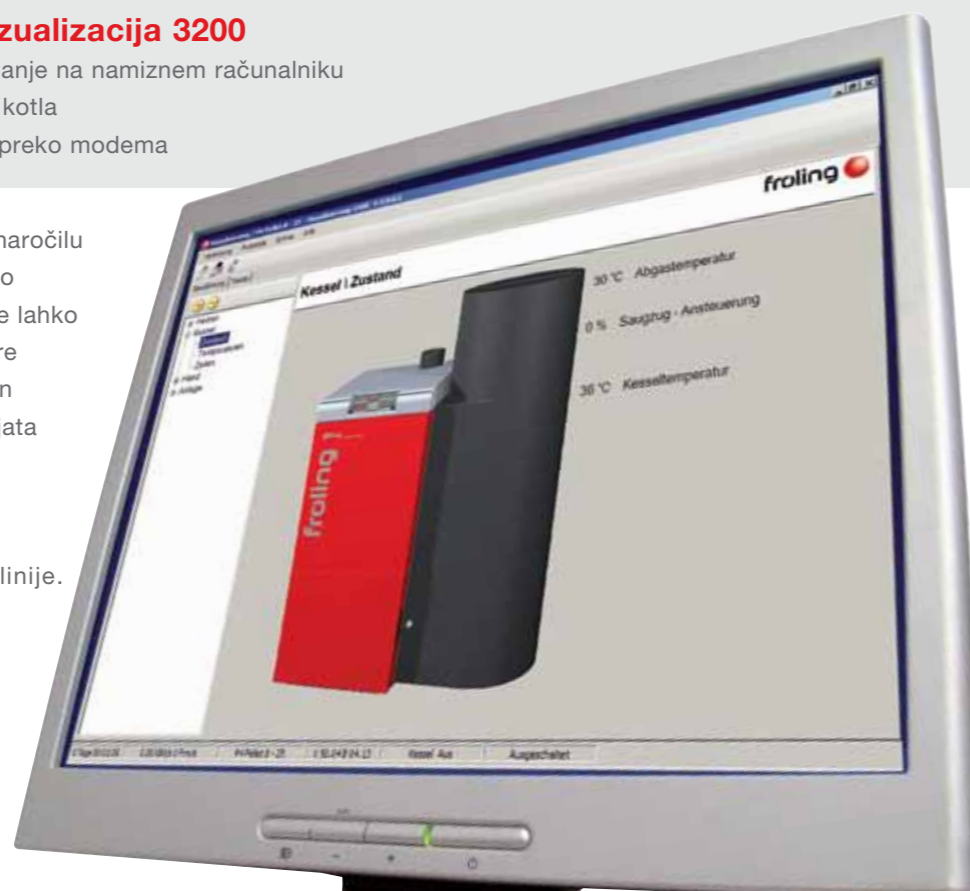 zualizacija 3200
anje na namiznem računalniku
kotla
preko modema
naročilu
o
e lahko
re
n
jata
linije.
froling
Kessel \ Zustand
30 °C Abgastemperatur
0 % Saugzug - Ansteuerung
36 °C Kesseltemperatur
froling
Kessel Aus
Ausgeschaltet